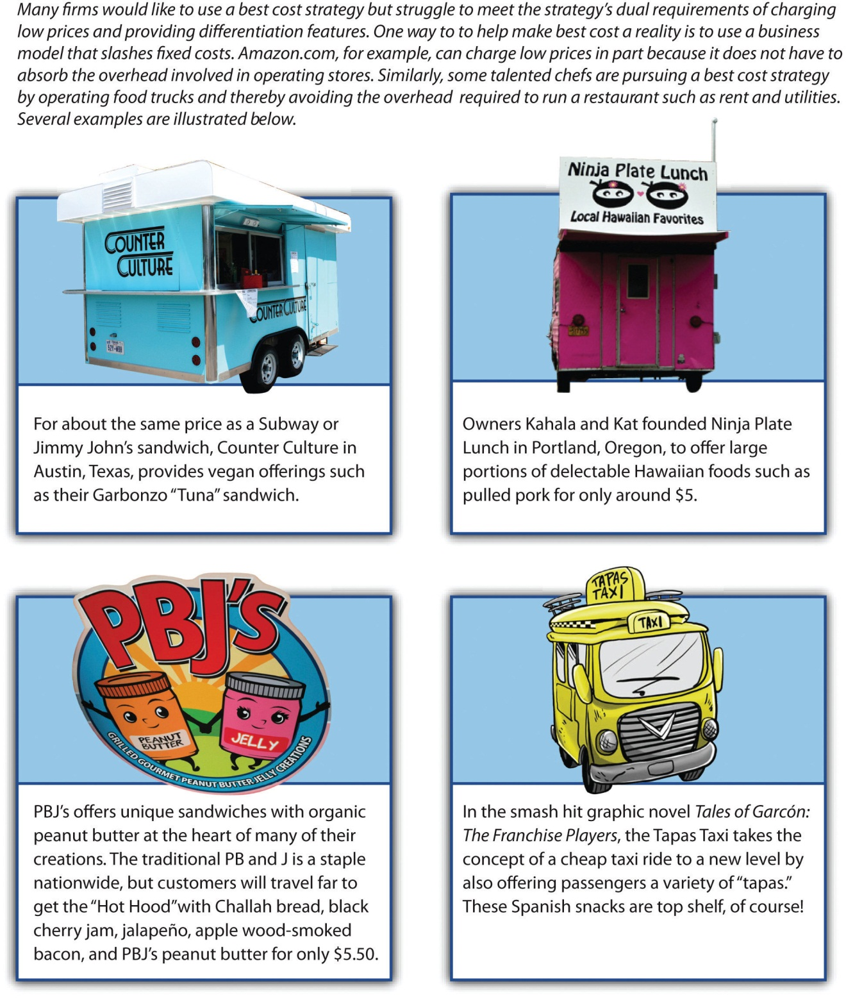 Many firms would like to use a best cost strategy but struggle to meet the strategy's dual requirements of charging
low prices and providing differentiation features. One way to to help make best cost a reality is to use a business
model that slashes fixed costs. Amazon.com, for example, can charge low prices in part because it does not have to
absorb the overhead involved in operating stores. Similarly, some talented chefs are pursuing a best cost strategy
by operating food trucks and thereby avoiding the overhead required to run a restaurant such as rent and utilities.
Several examples are illustrated below.
COUNTER
CULTURE
COUNTER CULTURE
For about the same price as a Subway or
Jimmy John's sandwich, Counter Culture in
Austin, Texas, provides vegan offerings such
as their Garbonzo “Tuna” sandwich.
Ninja Plate Lunch
Local Hawaiian Favorites
Owners Kahala and Kat founded Ninja Plate
Lunch in Portland, Oregon, to offer large
portions of delectable Hawaiian foods such as
pulled pork for only around $5.
PBJ'S
PEANUT
BUTTER
JELLY
GRILLED GOURMET PEANUT BUTTER JELLY CREATIONS
PBJ's offers unique sandwiches with organic
peanut butter at the heart of many of their
creations. The traditional PB and J is a staple
nationwide, but customers will travel far to
get the “Hot Hood”with Challah bread, black
cherry jam, jalapeño, apple wood-smoked
bacon, and PBJ's peanut butter for only $5.50.
TAPAS
TAXI
TAXI
In the smash hit graphic novel Tales of Garcón:
The Franchise Players, the Tapas Taxi takes the
concept of a cheap taxi ride to a new level by
also offering passengers a variety of “tapas.”
These Spanish snacks are top shelf, of course!